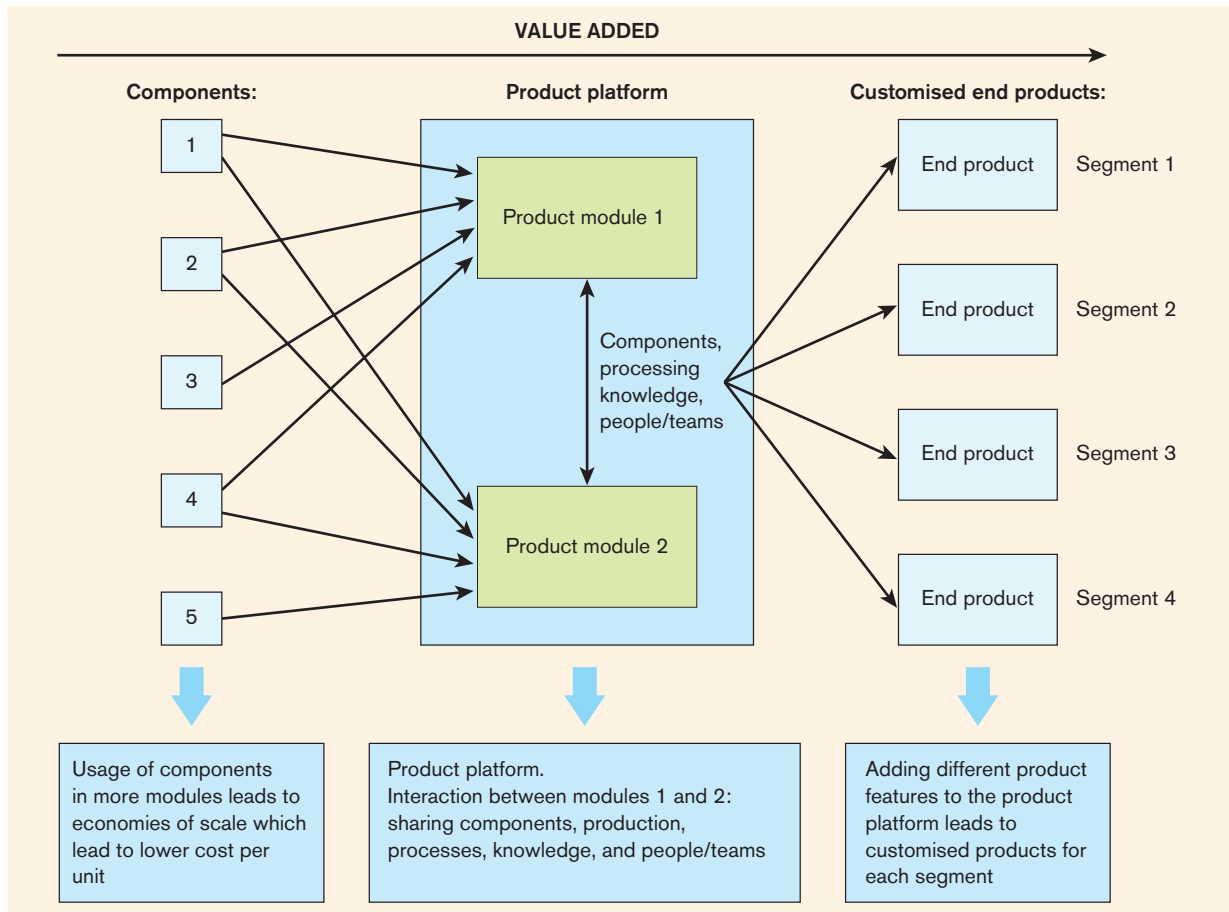 VALUE ADDED
Components:
Product platform
Customised end products:
1
2
3
4
5
Product module 1
Components,
processing
knowledge,
people/teams
Product module 2
End product
Segment 1
End product
Segment 2
End product
Segment 3
End product
Segment 4
Usage of components
in more modules leads to
economies of scale which
lead to lower cost per
unit
Product platform.
Interaction between modules 1 and 2:
sharing components, production,
processes, knowledge, and people/teams
Adding different product
features to the product
platform leads to
customised products for
each segment